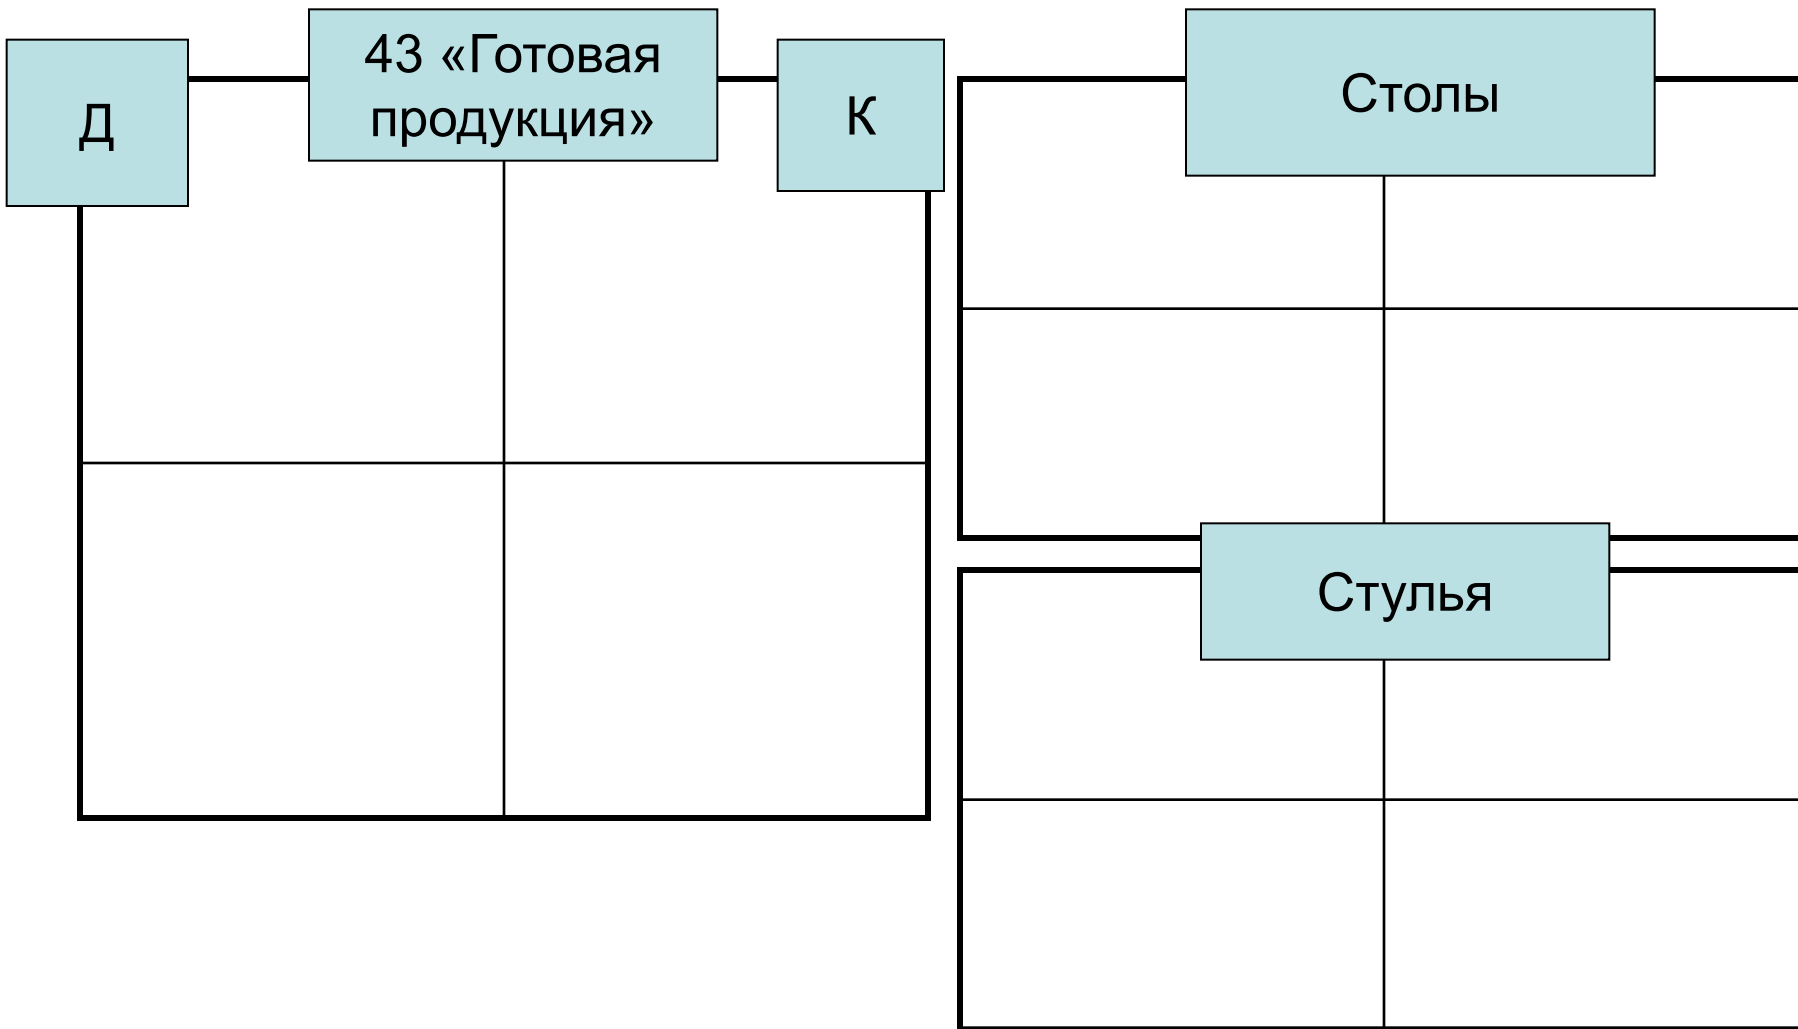 Д
43 «Готовая
продукция»
К
Столы
Стулья